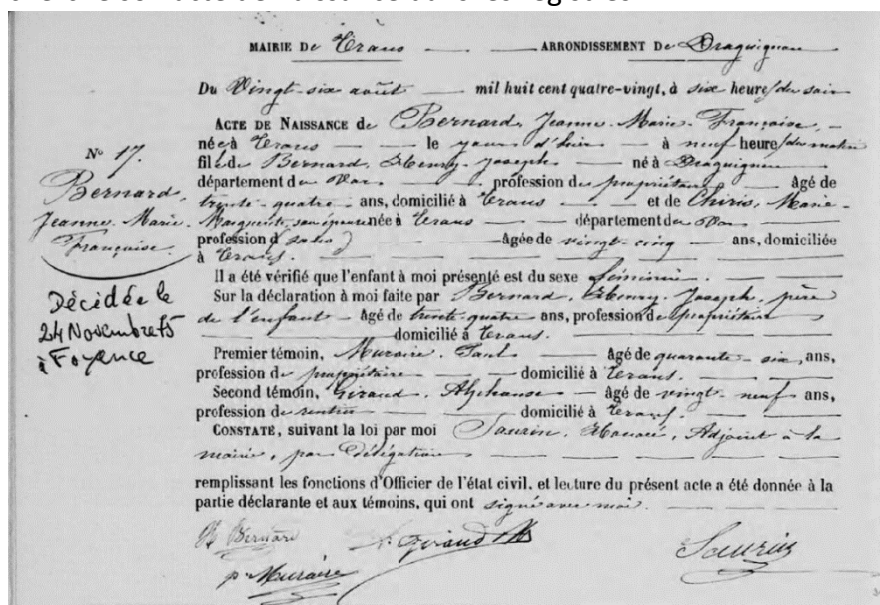 MAIRIE De Trans — ARRONDISSEMENT De Draguignan
Du Vingt-six août — mil huit cent quatre-vingt, à six heures du soir
ACTE DE NAISSANCE de Bernard, Jeanne-Marie-Française, —
née à Trans — le jour d'hier — à neuf heures du matin
fille de Bernard, Henry-Joseph — né à Draguignan
département du Var — profession de propriétaire — âgé de
trente-quatre — ans, domicilié à Trans — et de Chiris, Marie-
Marguerite, son épouse née à Trans — département du Var —
profession d — âgée de vingt-cinq — ans, domiciliée
à Trans. —
Il a été vérifié que l'enfant à moi présenté est du sexe féminin. —
Sur la déclaration à moi faite par Bernard, Henry-Joseph, père
de l'enfant — âgé de trente-quatre ans, profession de propriétaire
— domicilié à Trans.
Premier témoin, Muraire, Paul — âgé de quarante-six ans,
profession de propriétaire — domicilié à Trans. —
Second témoin, Giraud, Alphonse — âgé de vingt-neuf ans,
profession de rentier — domicilié à Trans. —
CONSTATÉ, suivant la loi par moi Saurin, Honoré, Adjoint à la
mairie, par délégation —
remplissant les fonctions d'Officier de l'état civil, et lecture du présent acte a été donnée à la
partie déclarante et aux témoins, qui ont signé avec moi. —
H Bernard
A. Giraud
Saurin
p. Muraire
N° 17.
Bernard,
Jeanne-Marie-
Française
Décidée le
24 Novembre 75
à Fayence